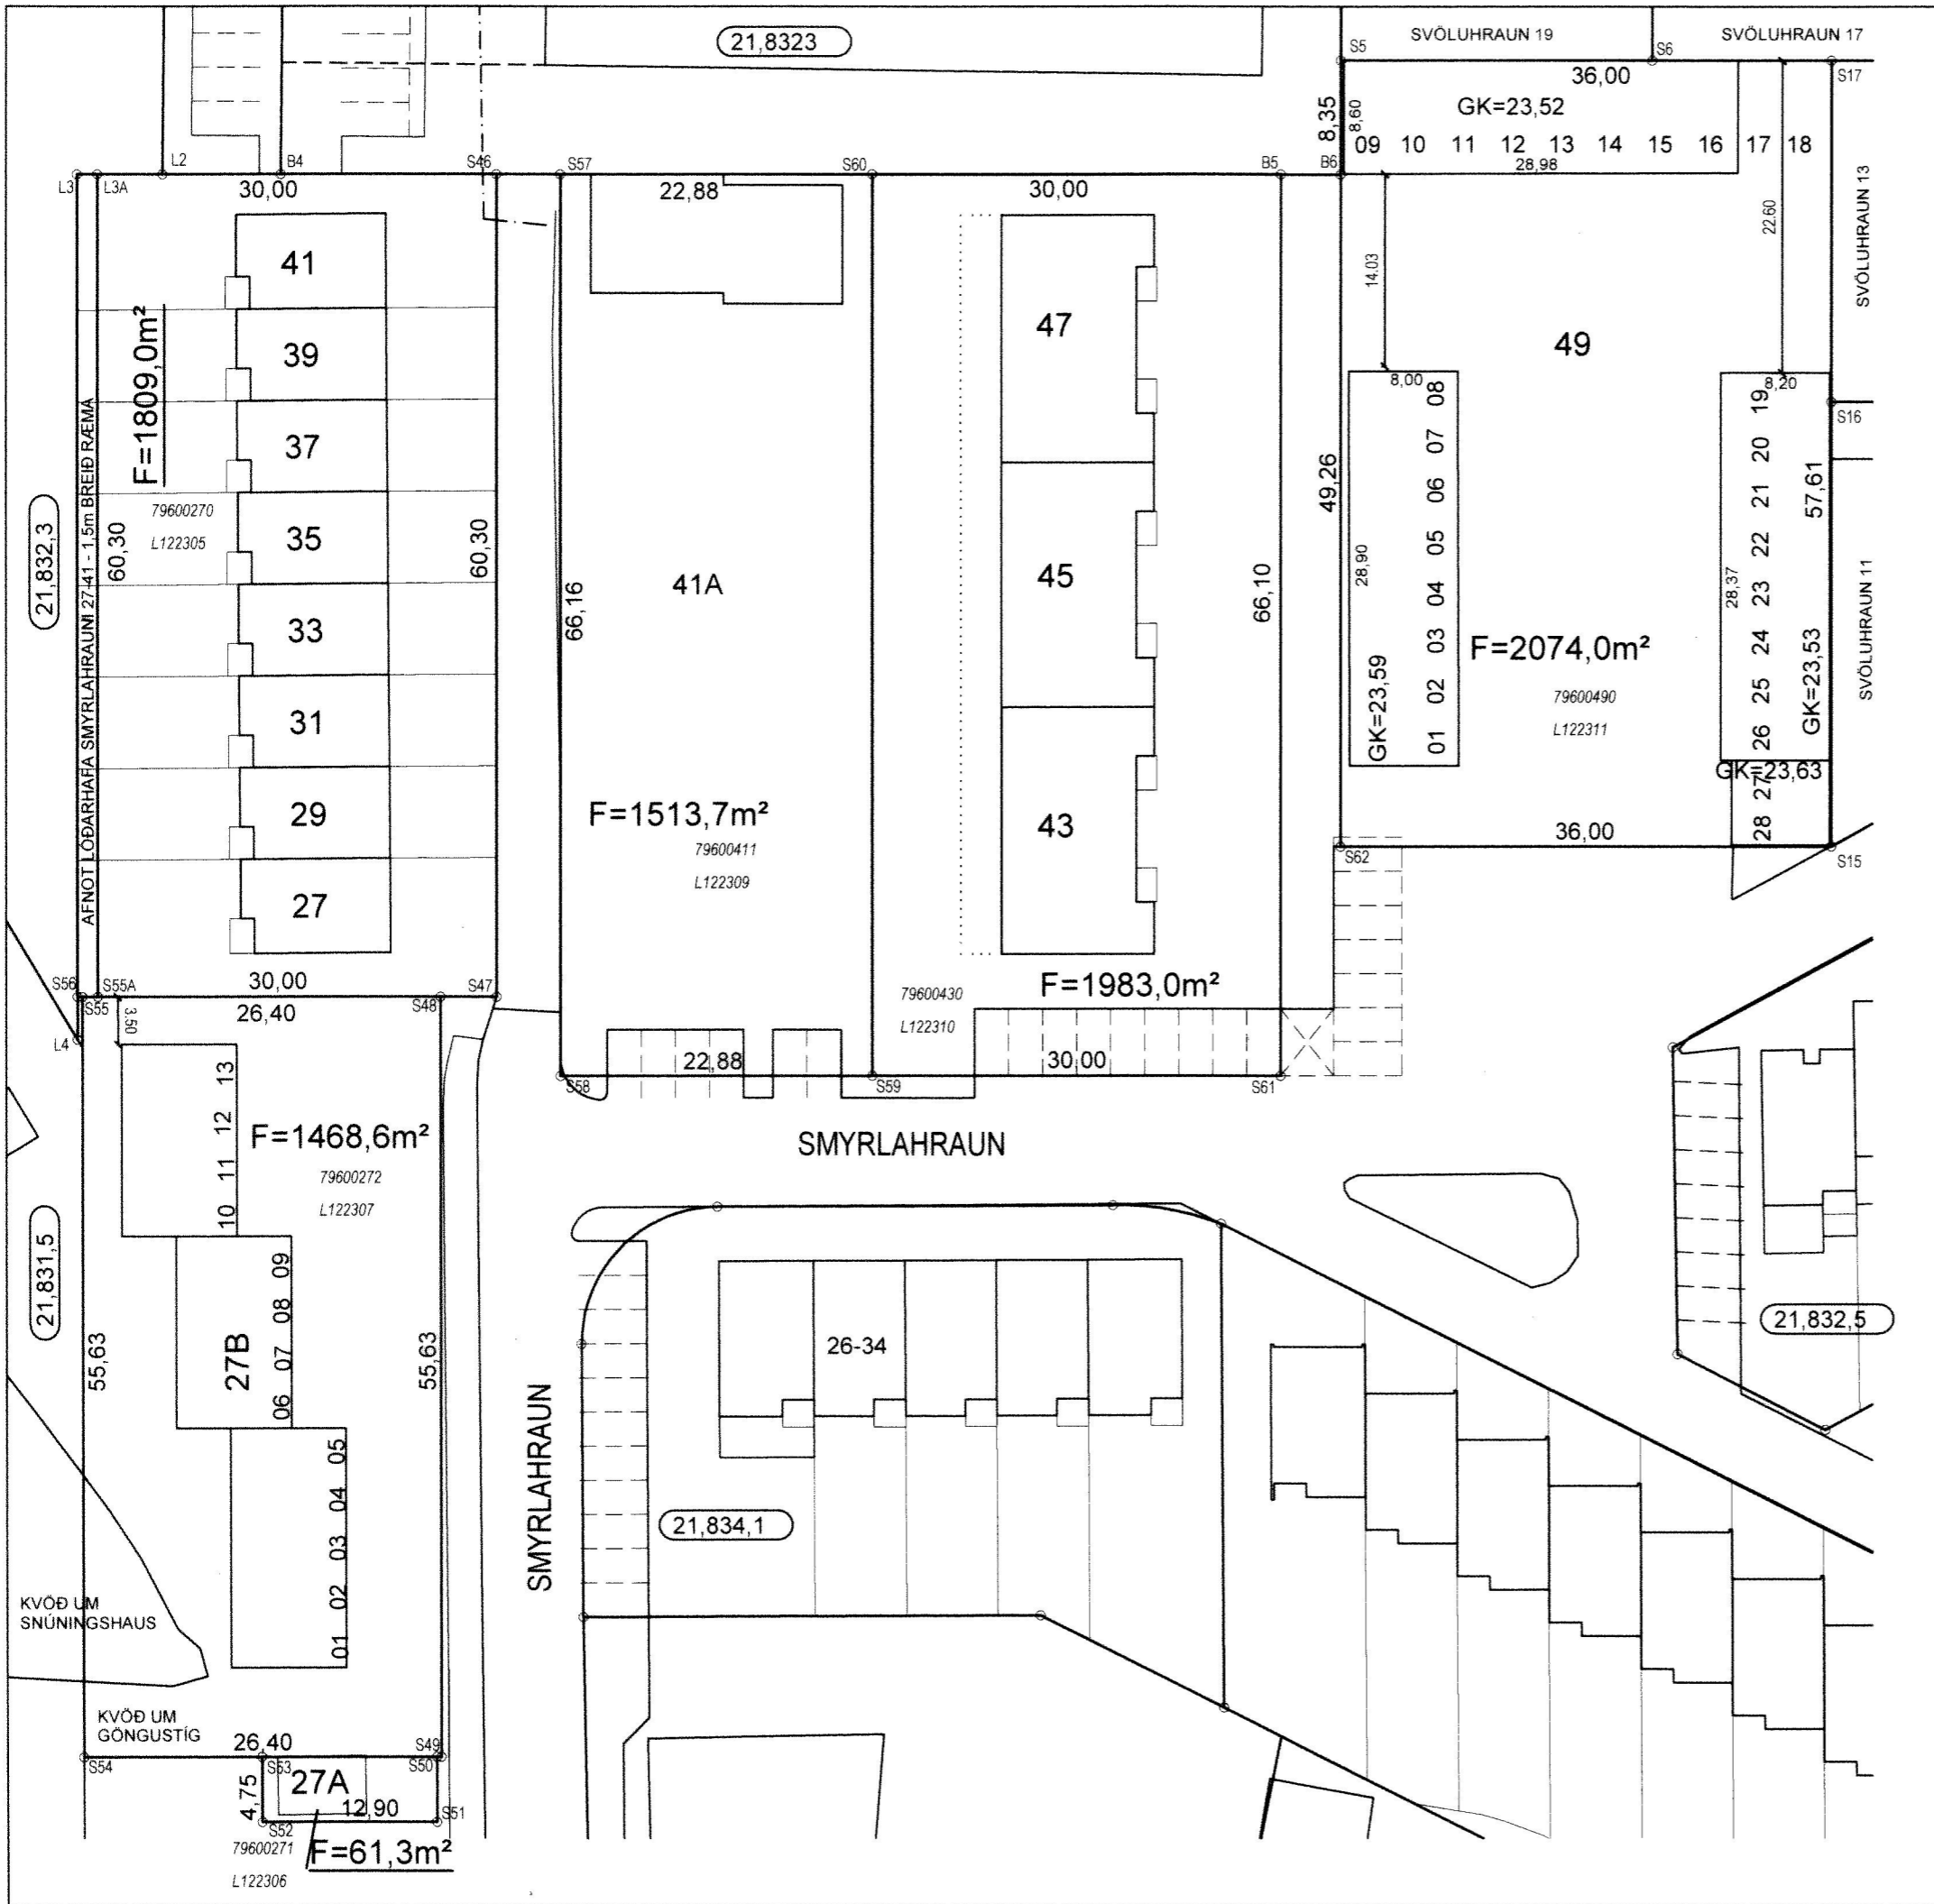 21,8323
S5
SVÖLUHRAUN 19
S6
SVÖLUHRAUN 17
S17
36,00
8,35
8,60
GK=23,52
09 10 11 12 13 14 15 16 17 18
28,98
L2
B4
S46
S57
S60
B5
B6
L3
L3A
30,00
22,88
30,00
14.03
22.60
SVÖLUHRAUN 13
41
39
37
35
33
31
29
27
F=1809,0m²
79600270
L122305
60,30
60,30
AFNOT LÓÐARHAFA SMYRLAHRAUNI 27-41 - 1,5m BREIÐ RÆMA
21,832,3
41A
66,16
F=1513,7m²
79600411
L122309
47
45
43
66,10
F=1983,0m²
79600430
L122310
49
49,26
8,00
28,90
01 02 03 04 05 06 07 08
GK=23,59
F=2074,0m²
79600490
L122311
8,20
S16
19 20 21 22 23 24 25 26 27 28
28,37
57,61
GK=23,53
GK=23,63
SVÖLUHRAUN 11
36,00
S62
S15
S56
S55A
30,00
S47
S55
26,40
S48
3.50
L4
22,88
30,00
S58
S59
S61
SMYRLAHRAUN
10 11 12 13
F=1468,6m²
79600272
L122307
06 07 08 09
27B
01 02 03 04 05
55,63
55,63
21,831,5
KVÖÐ UM
SNÚNINGSHAUS
KVÖÐ UM
GÖNGUSTÍG
SMYRLAHRAUN
26-34
21,834,1
21,832,5
26,40
S49
S54
S53
S50
27A
4,75
12,90
S51
S52
79600271
L122306
F=61,3m²